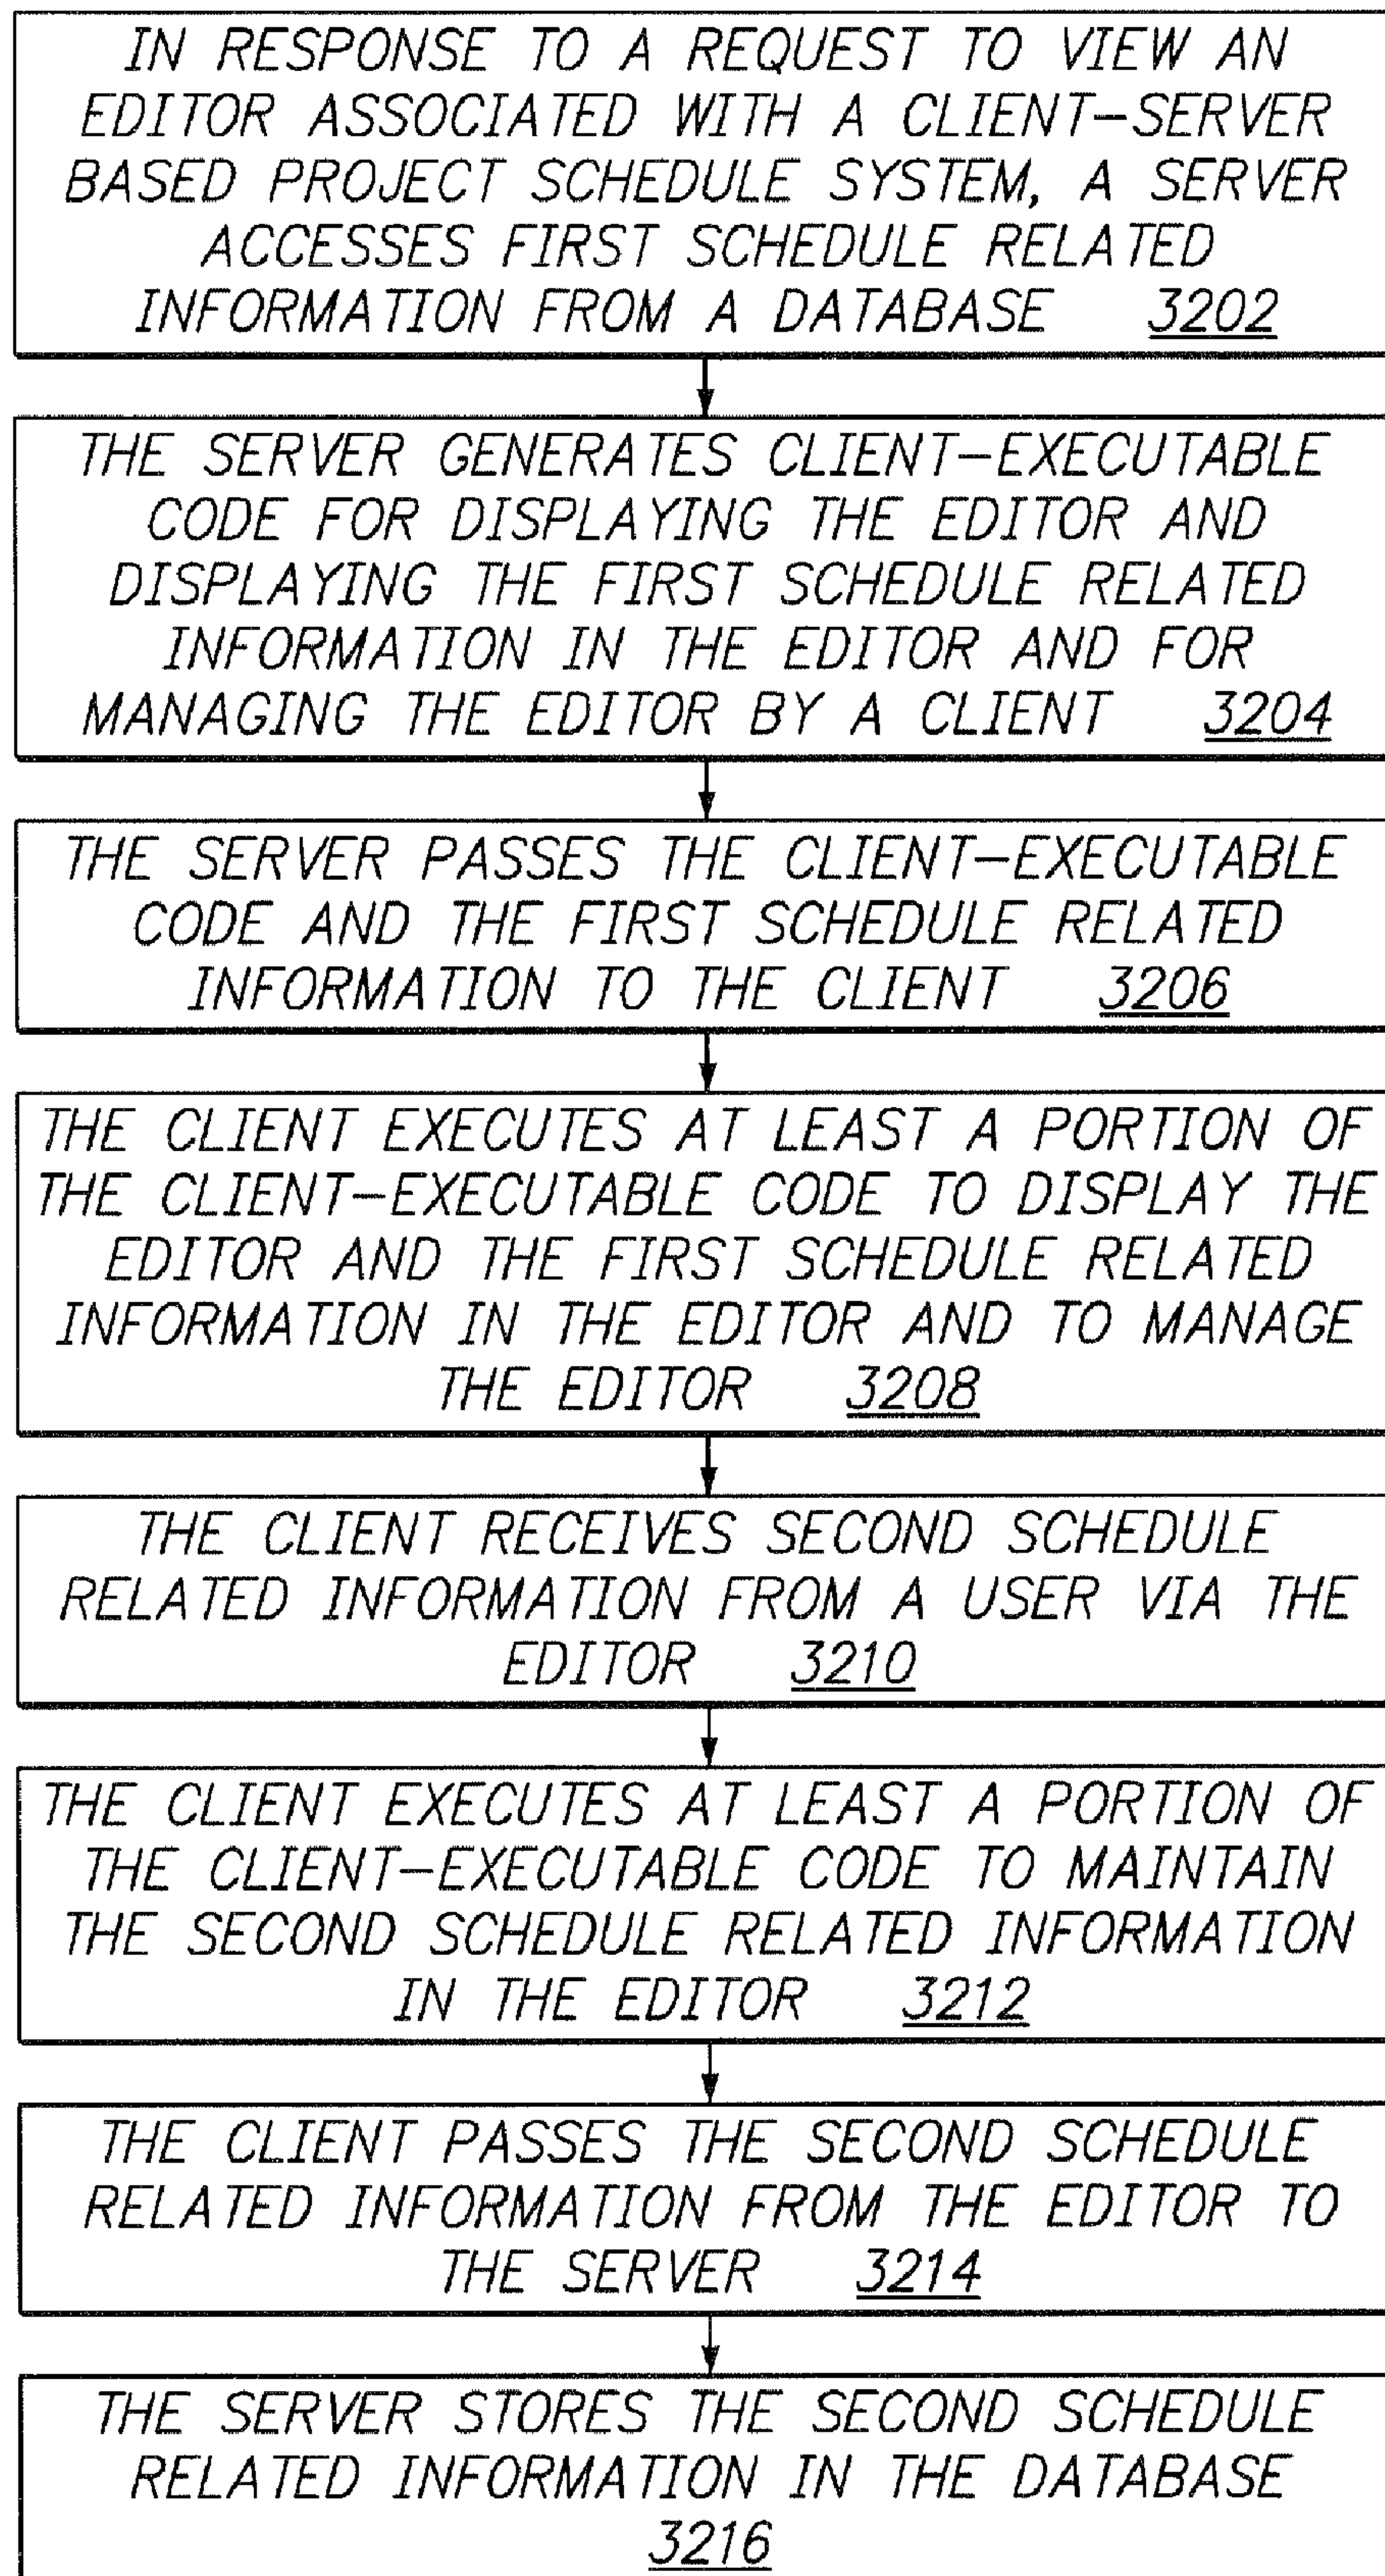 IN RESPONSE TO A REQUEST TO VIEW AN
EDITOR ASSOCIATED WITH A CLIENT-SERVER
BASED PROJECT SCHEDULE SYSTEM, A SERVER
ACCESSES FIRST SCHEDULE RELATED
INFORMATION FROM A DATABASE 3202
THE SERVER GENERATES CLIENT-EXECUTABLE
CODE FOR DISPLAYING THE EDITOR AND
DISPLAYING THE FIRST SCHEDULE RELATED
INFORMATION IN THE EDITOR AND FOR
MANAGING THE EDITOR BY A CLIENT 3204
THE SERVER PASSES THE CLIENT-EXECUTABLE
CODE AND THE FIRST SCHEDULE RELATED
INFORMATION TO THE CLIENT 3206
THE CLIENT EXECUTES AT LEAST A PORTION OF
THE CLIENT-EXECUTABLE CODE TO DISPLAY THE
EDITOR AND THE FIRST SCHEDULE RELATED
INFORMATION IN THE EDITOR AND TO MANAGE
THE EDITOR 3208
THE CLIENT RECEIVES SECOND SCHEDULE
RELATED INFORMATION FROM A USER VIA THE
EDITOR 3210
THE CLIENT EXECUTES AT LEAST A PORTION OF
THE CLIENT-EXECUTABLE CODE TO MAINTAIN
THE SECOND SCHEDULE RELATED INFORMATION
IN THE EDITOR 3212
THE CLIENT PASSES THE SECOND SCHEDULE
RELATED INFORMATION FROM THE EDITOR TO
THE SERVER 3214
THE SERVER STORES THE SECOND SCHEDULE
RELATED INFORMATION IN THE DATABASE
3216